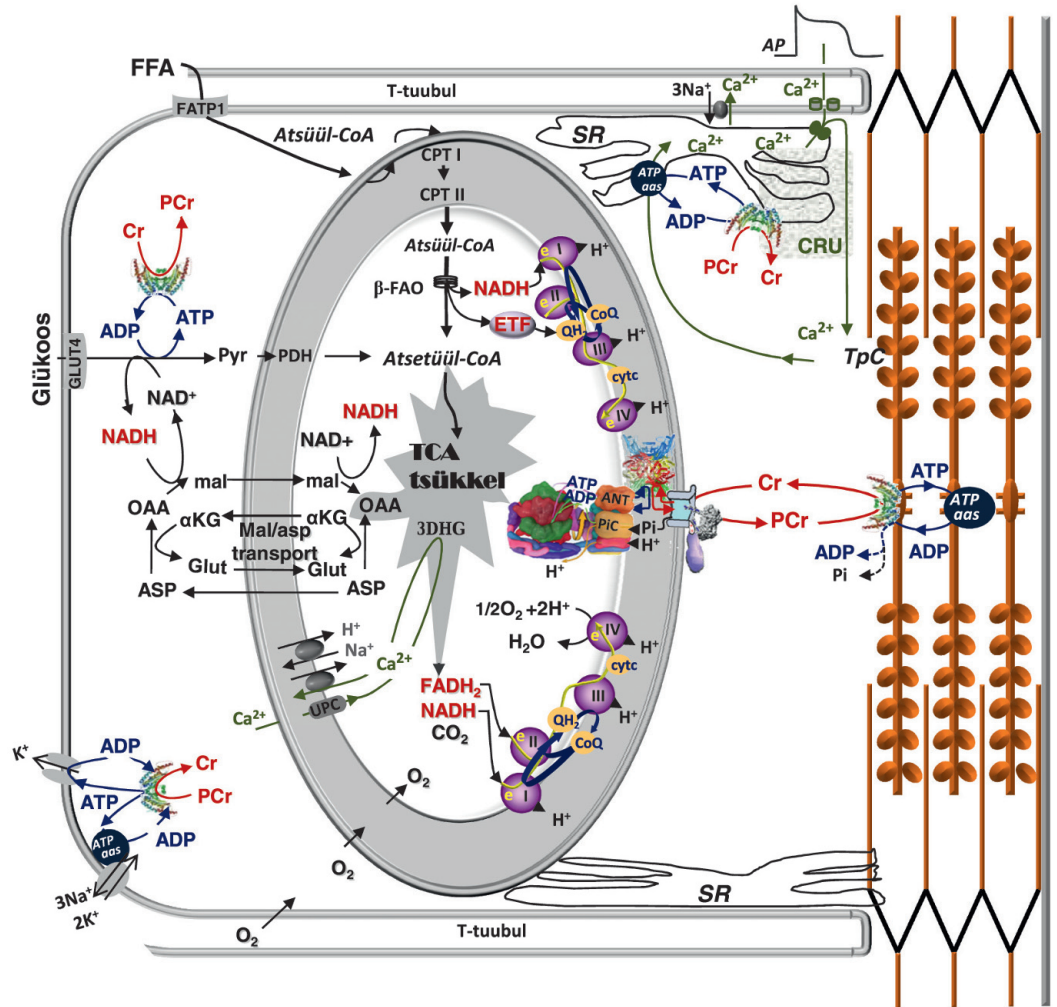 AP
FFA
FATP1
T-tuubul
3Na⁺
Ca²⁺
Ca²⁺
Ca²⁺
SR
Ca²⁺
Ca²⁺
Atsüül-CoA
CPT I
CPT II
ATP
aas
ATP
ADP
PCr
Cr
CRU
PCr
Cr
ADP
ATP
Atsüül-CoA
β-FAO
NADH
ETF
e
I
H⁺
e
II
CoQ
QH₂
III
H⁺
cytc
e
IV
H⁺
Ca²⁺
TpC
Glükoos
GLUT4
Pyr
PDH
Atsetüül-CoA
NAD⁺
NADH
NADH
NAD+
TCA
tsükkel
3DHG
mal
mal
OAA
OAA
αKG
αKG
Mal/asp
transport
Glut
Glut
ASP
ASP
ATP
ADP
ANT
PiC
Pi
H⁺
H⁺
Cr
PCr
ATP
ATP
aas
ADP
ADP
Pi
H⁺
Na⁺
Ca²⁺
UPC
Ca²⁺
1/2O₂ +2H⁺
H₂O
e
IV
H⁺
cytc
III
H⁺
QH₂
CoQ
FADH₂
NADH
CO₂
e
II
e
I
H⁺
O₂
O₂
O₂
K⁺
ADP
Cr
PCr
ATP
ATP
aas
ADP
3Na⁺
2K⁺
SR
T-tuubul